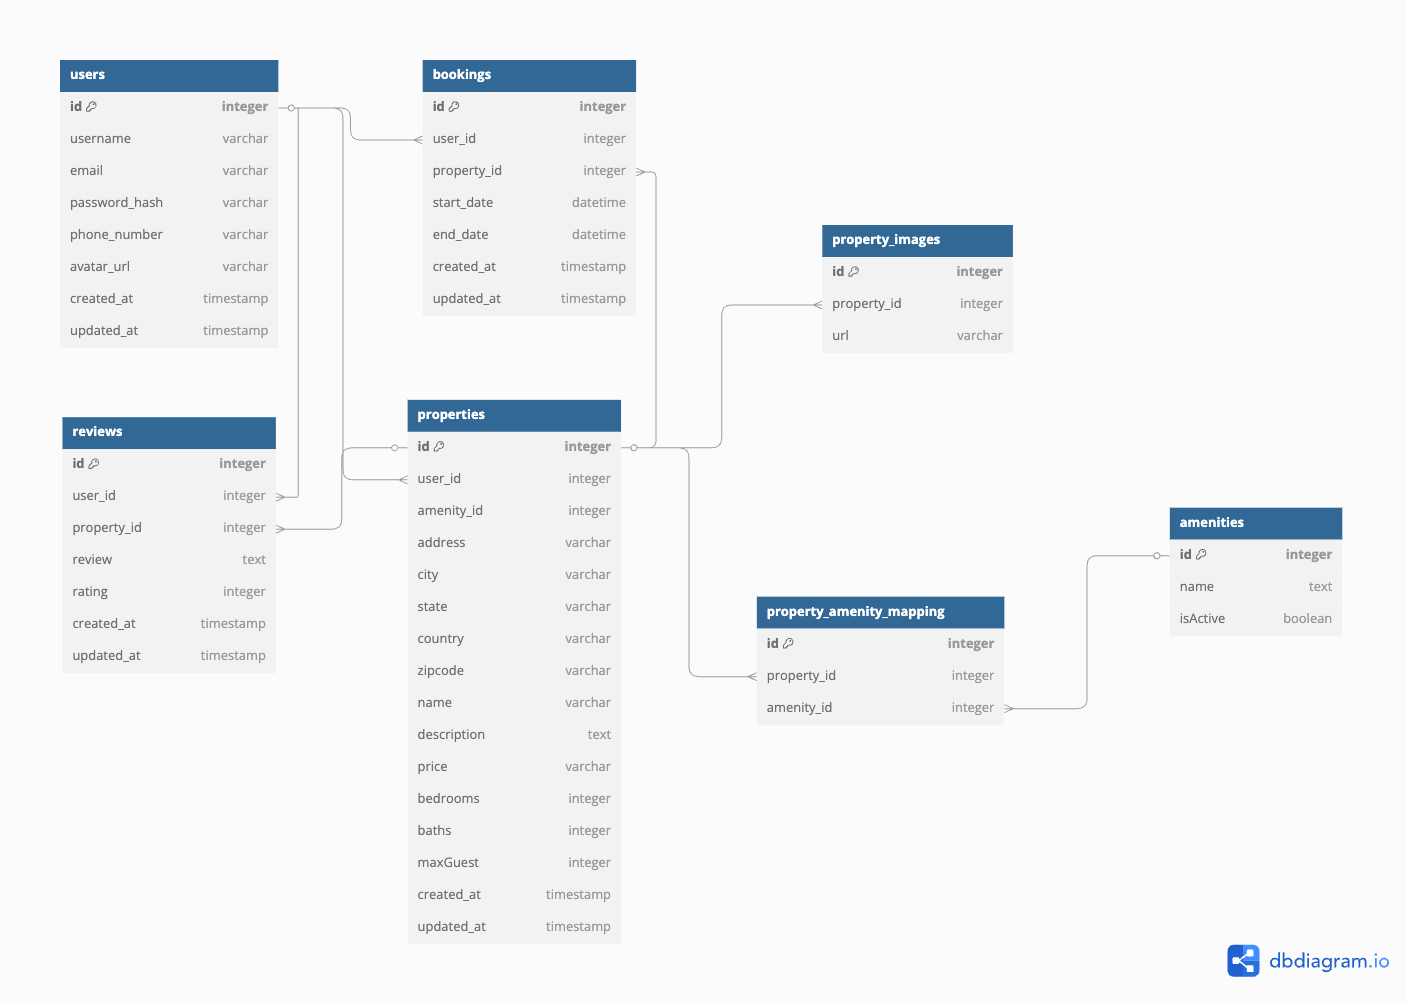 users
id integer
username varchar
email varchar
password_hash varchar
phone_number varchar
avatar_url varchar
created_at timestamp
updated_at timestamp
bookings
id integer
user_id integer
property_id integer
start_date datetime
end_date datetime
created_at timestamp
updated_at timestamp
property_images
id integer
property_id integer
url varchar
reviews
id integer
user_id integer
property_id integer
review text
rating integer
created_at timestamp
updated_at timestamp
properties
id integer
user_id integer
amenity_id integer
address varchar
city varchar
state varchar
country varchar
zipcode varchar
name varchar
description text
price varchar
bedrooms integer
baths integer
maxGuest integer
created_at timestamp
updated_at timestamp
property_amenity_mapping
id integer
property_id integer
amenity_id integer
amenities
id integer
name text
isActive boolean
dbdiagram.io